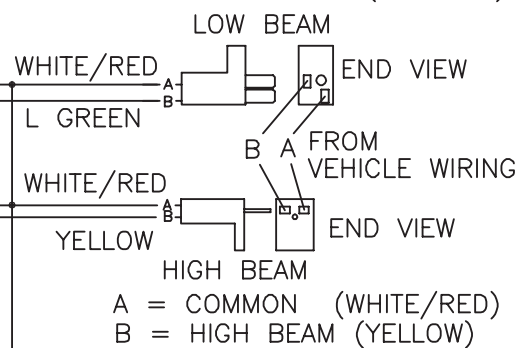 LOW BEAM
WHITE/RED
A
B
END VIEW
L GREEN
B A FROM
VEHICLE WIRING
WHITE/RED
A
B
END VIEW
YELLOW
HIGH BEAM
A = COMMON (WHITE/RED)
B = HIGH BEAM (YELLOW)